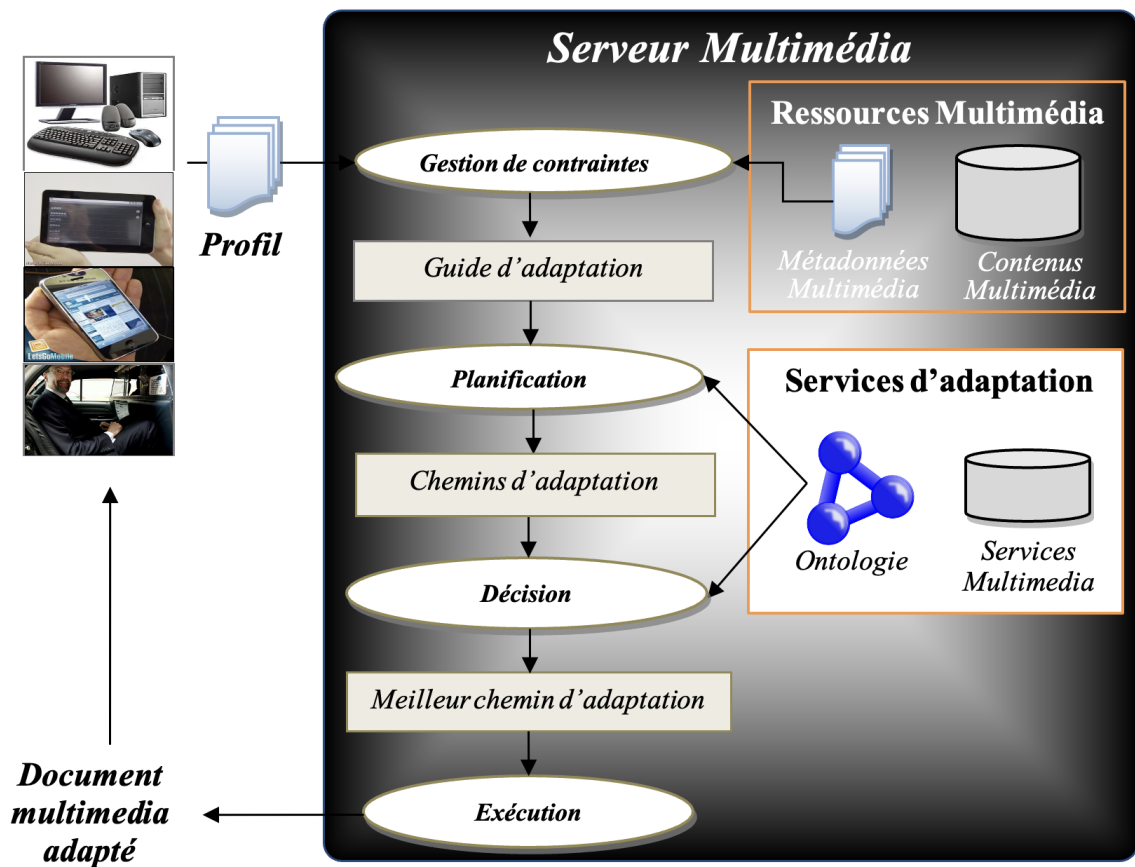 Serveur Multimédia
Ressources Multimédia
Gestion de contraintes
Profil
Métadonnées
Multimédia
Contenus
Multimédia
Guide d'adaptation
LetsGoMobile
Planification
Services d'adaptation
Chemins d'adaptation
Ontologie
Services
Multimedia
Décision
Meilleur chemin d'adaptation
Document
multimedia
adapté
Exécution